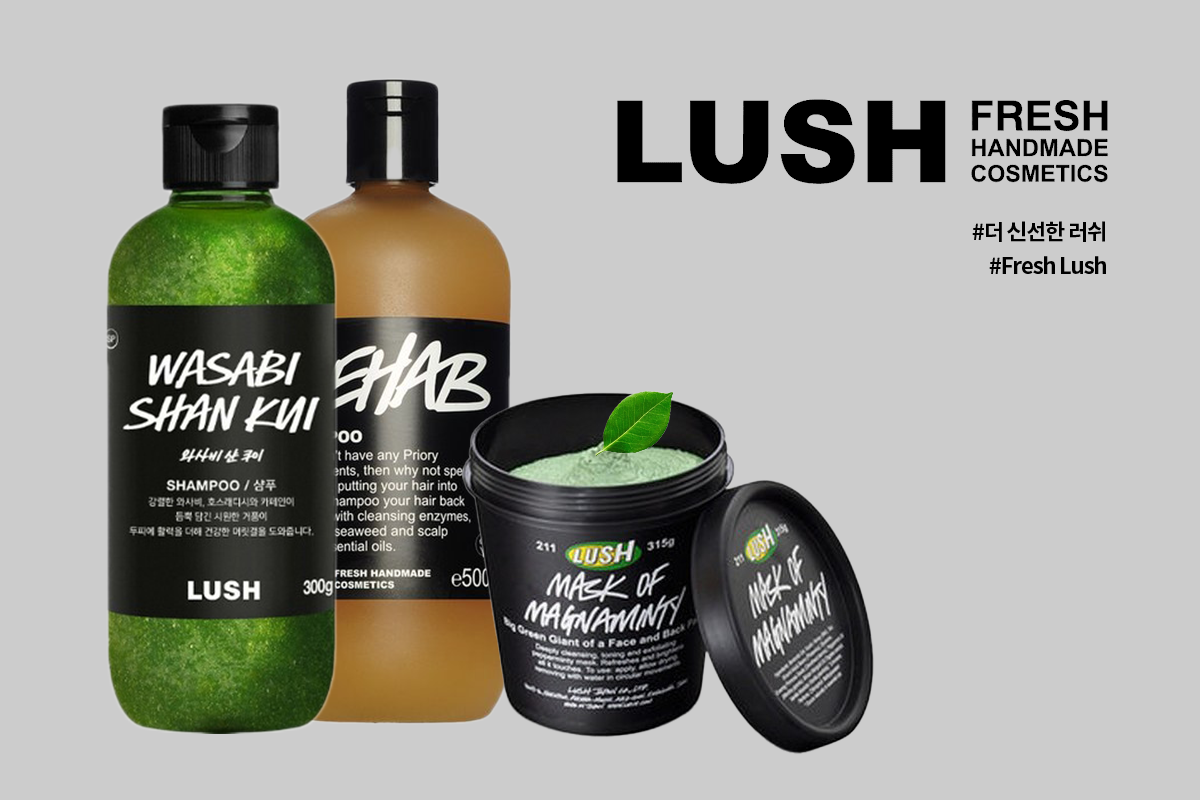 LUSH
FRESH
HANDMADE
COSMETICS
#더 신선한 러쉬
#Fresh Lush
WASABI
SHAN KUI
와사비 샨 쿠이
SHAMPOO / 샴푸
강렬한 와사비, 호스래디시와 카페인이
듬뿍 담긴 시원한 거품이
두피에 활력을 더해 건강한 머릿결을 도와줍니다.
LUSH
300g
EHAB
POO
't have any Priory
ents, then why not spe
putting your hair into
hampoo your hair back
with cleansing enzymes,
seaweed and scalp
sential oils.
FRESH HANDMADE
COSMETICS
e500
211 LUSH 315g
MASK OF
MAGNAMINTY
Big Green Giant of a Face and Back
Deeply cleansing, toning and exfoliating
peppermint mask. Refreshes and brightens
all it touches. To use: apply, allow drying,
removing with water in circular movements.
211 LUSH 315g
MASK OF
MAGNAMINTY